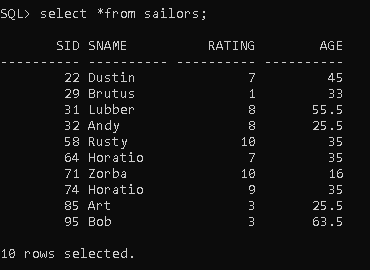 SQL> select *from sailors;
SID SNAME RATING AGE
---------- ---------- ---------- ----------
22 Dustin 7 45
29 Brutus 1 33
31 Lubber 8 55.5
32 Andy 8 25.5
58 Rusty 10 35
64 Horatio 7 35
71 Zorba 10 16
74 Horatio 9 35
85 Art 3 25.5
95 Bob 3 63.5
10 rows selected.